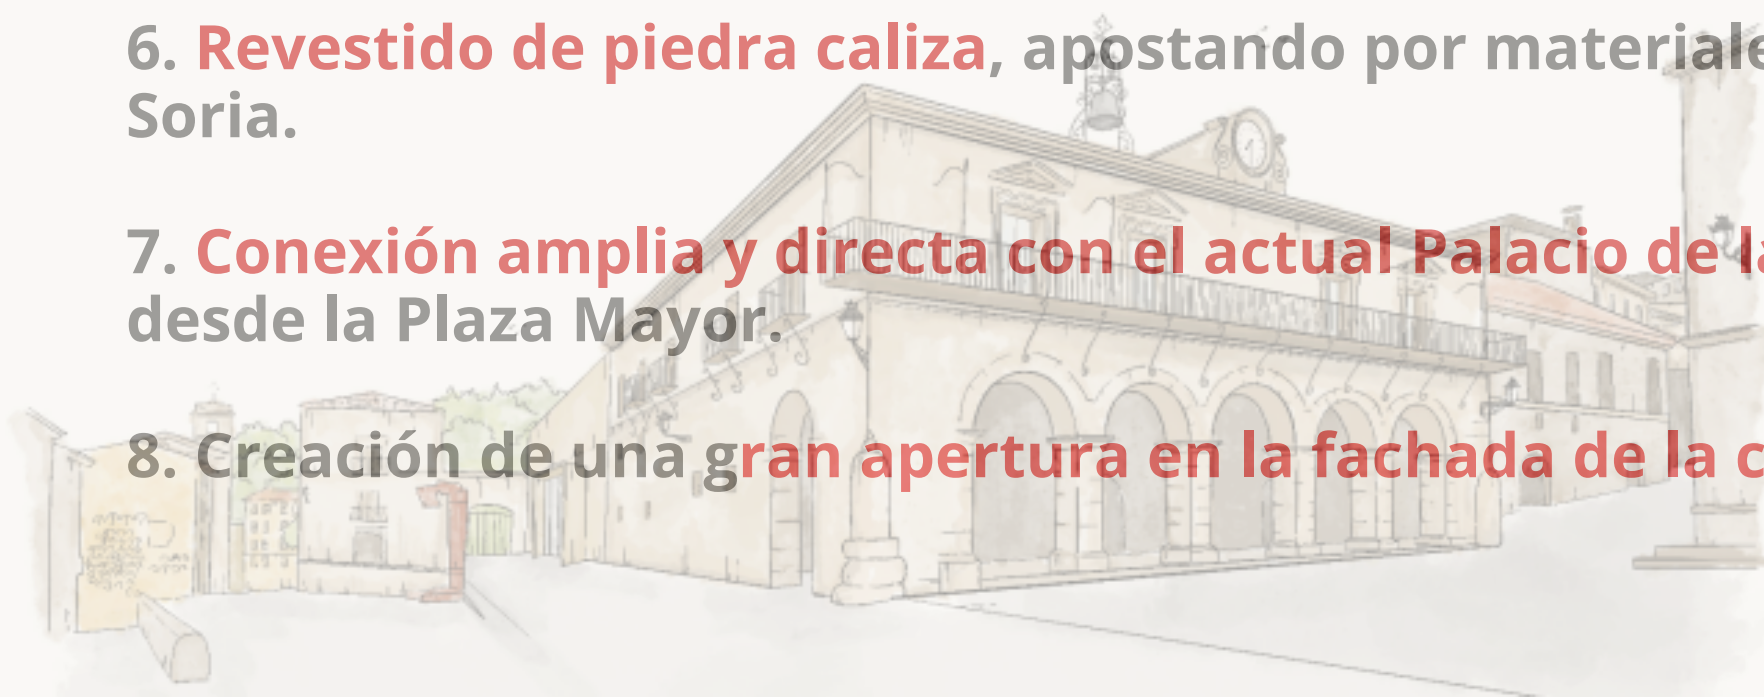 6. Revestido de piedra caliza, apostando por materiale
Soria.
7. Conexión amplia y directa con el actual Palacio de la
desde la Plaza Mayor.
8. Creación de una gran apertura en la fachada de la c